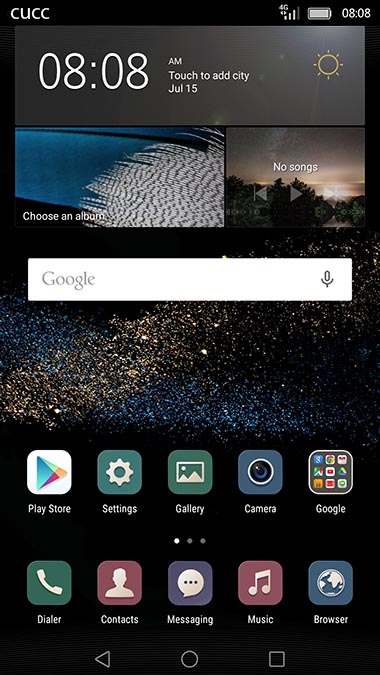 CUCC
4G
08:08
08:08
AM
Touch to add city
Jul 15
Choose an album
No songs
Google
Play Store
Settings
Gallery
Camera
Google
Dialer
Contacts
Messaging
Music
Browser